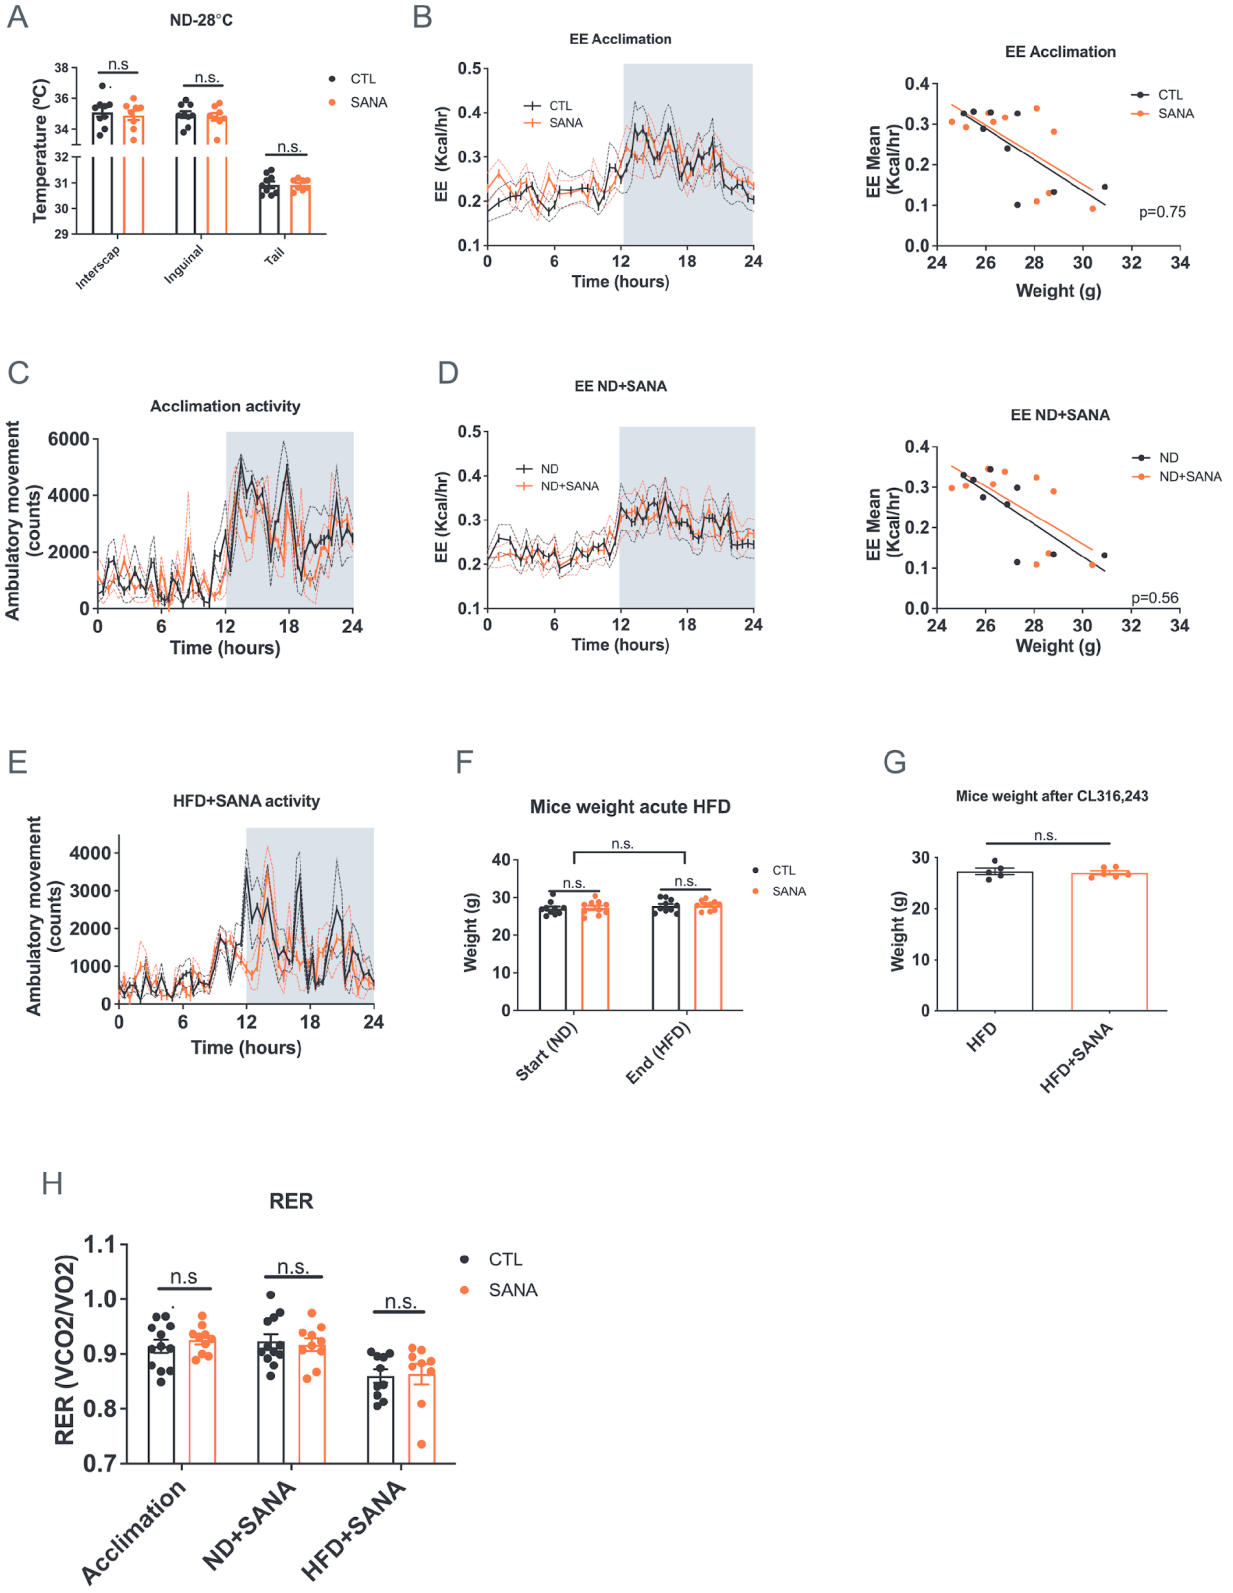 A
ND-28°C
Temperature (ºC)
38
36
34
32
31
30
29
n.s
n.s.
n.s.
Interscap
Inguinal
Tail
CTL
SANA
B
EE Acclimation
EE (Kcal/hr)
0.5
0.4
0.3
0.2
0.1
CTL
SANA
0
6
12
18
24
Time (hours)
EE Acclimation
EE Mean
(Kcal/hr)
0.4
0.3
0.2
0.1
0.0
CTL
SANA
p=0.75
24
26
28
30
32
34
Weight (g)
C
Acclimation activity
Ambulatory movement
(counts)
6000
4000
2000
0
0
6
12
18
24
Time (hours)
D
EE ND+SANA
EE (Kcal/hr)
0.5
0.4
0.3
0.2
0.1
ND
ND+SANA
0
6
12
18
24
Time (hours)
EE ND+SANA
EE Mean
(Kcal/hr)
0.4
0.3
0.2
0.1
0.0
ND
ND+SANA
p=0.56
24
26
28
30
32
34
Weight (g)
E
HFD+SANA activity
Ambulatory movement
(counts)
4000
3000
2000
1000
0
0
6
12
18
24
Time (hours)
F
Mice weight acute HFD
Weight (g)
40
30
20
10
0
n.s.
n.s.
n.s.
CTL
SANA
Start (ND)
End (HFD)
G
Mice weight after CL316,243
Weight (g)
30
20
10
0
n.s.
HFD
HFD+SANA
H
RER
RER (VCO2/VO2)
1.1
1.0
0.9
0.8
0.7
n.s
n.s.
n.s.
CTL
SANA
Acclimation
ND+SANA
HFD+SANA